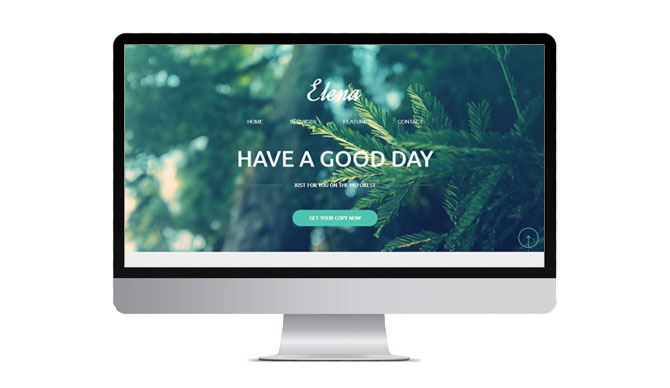 Elena
HOME SERVICES FEATURES CONTACT
HAVE A GOOD DAY
JUST FOR YOU ON THE MEFOREST
GET YOUR COPY NOW